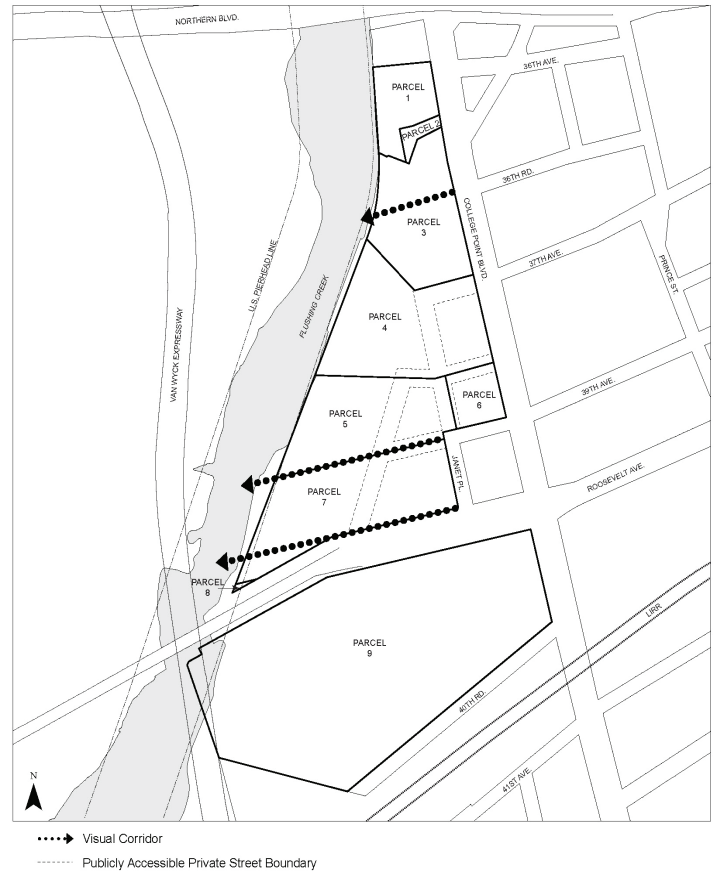 NORTHERN BLVD.
36TH AVE.
PARCEL
1
PARCEL 2
36TH RD.
COLLEGE POINT BLVD.
PARCEL
3
37TH AVE.
PRINCE ST.
U.S. PIERHEAD LINE
FLUSHING CREEK
VAN WYCK EXPRESSWAY
PARCEL
4
39TH AVE.
PARCEL
5
PARCEL
6
JANET PL.
ROOSEVELT AVE.
PARCEL
7
PARCEL
8
LIRR
PARCEL
9
40TH RD.
41ST AVE.
N
Visual Corridor
Publicly Accessible Private Street Boundary